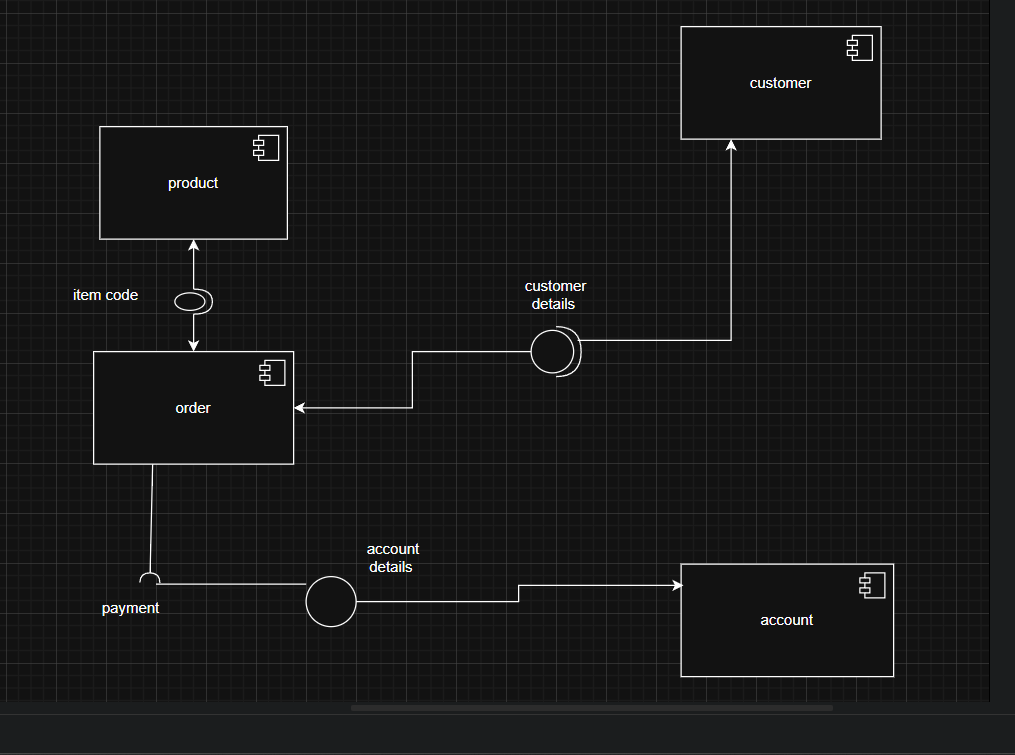 customer
product
item code
customer
details
order
account
details
payment
account